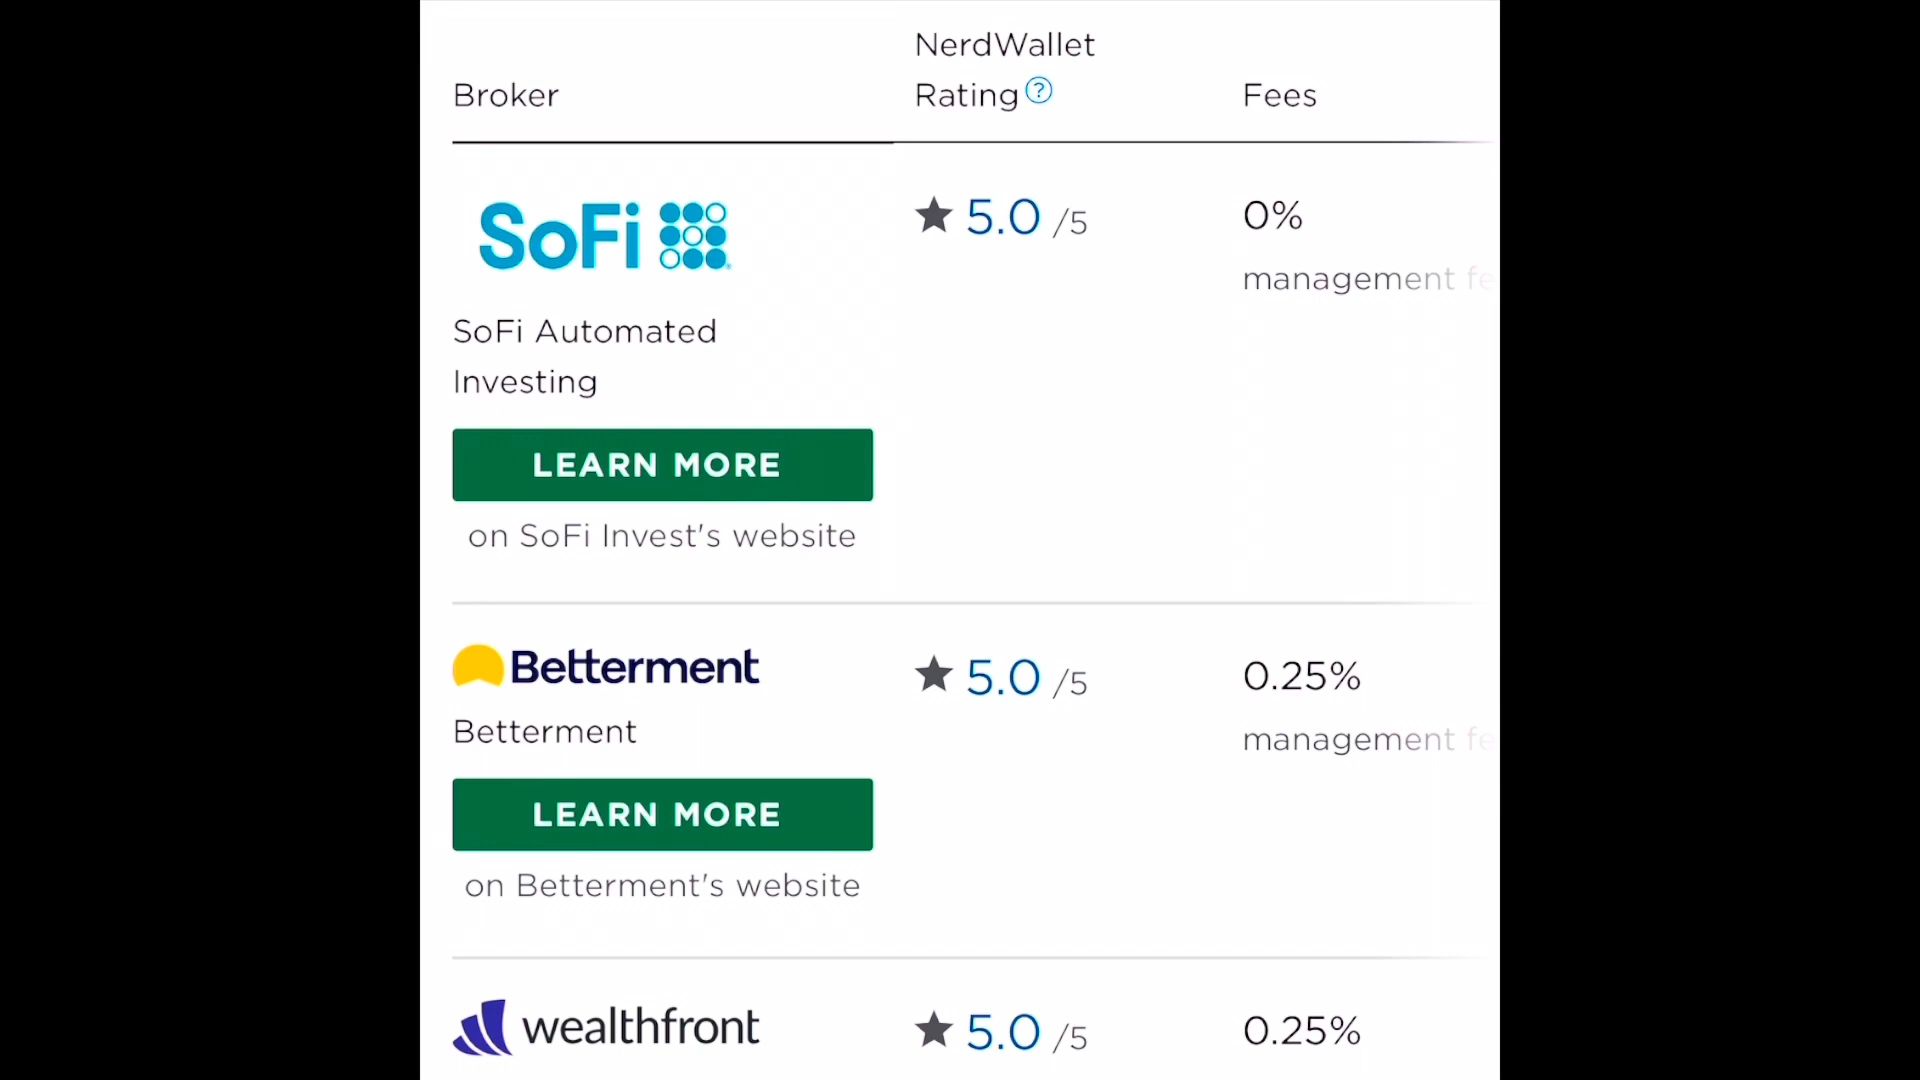 NerdWallet
Broker
Rating ?
Fees
SoFi
5.0 /5
0%
management fe
SoFi Automated
Investing
LEARN MORE
on SoFi Invest's website
Betterment
5.0 /5
0.25%
Betterment
management fe
LEARN MORE
on Betterment's website
wealthfront
5.0 /5
0.25%